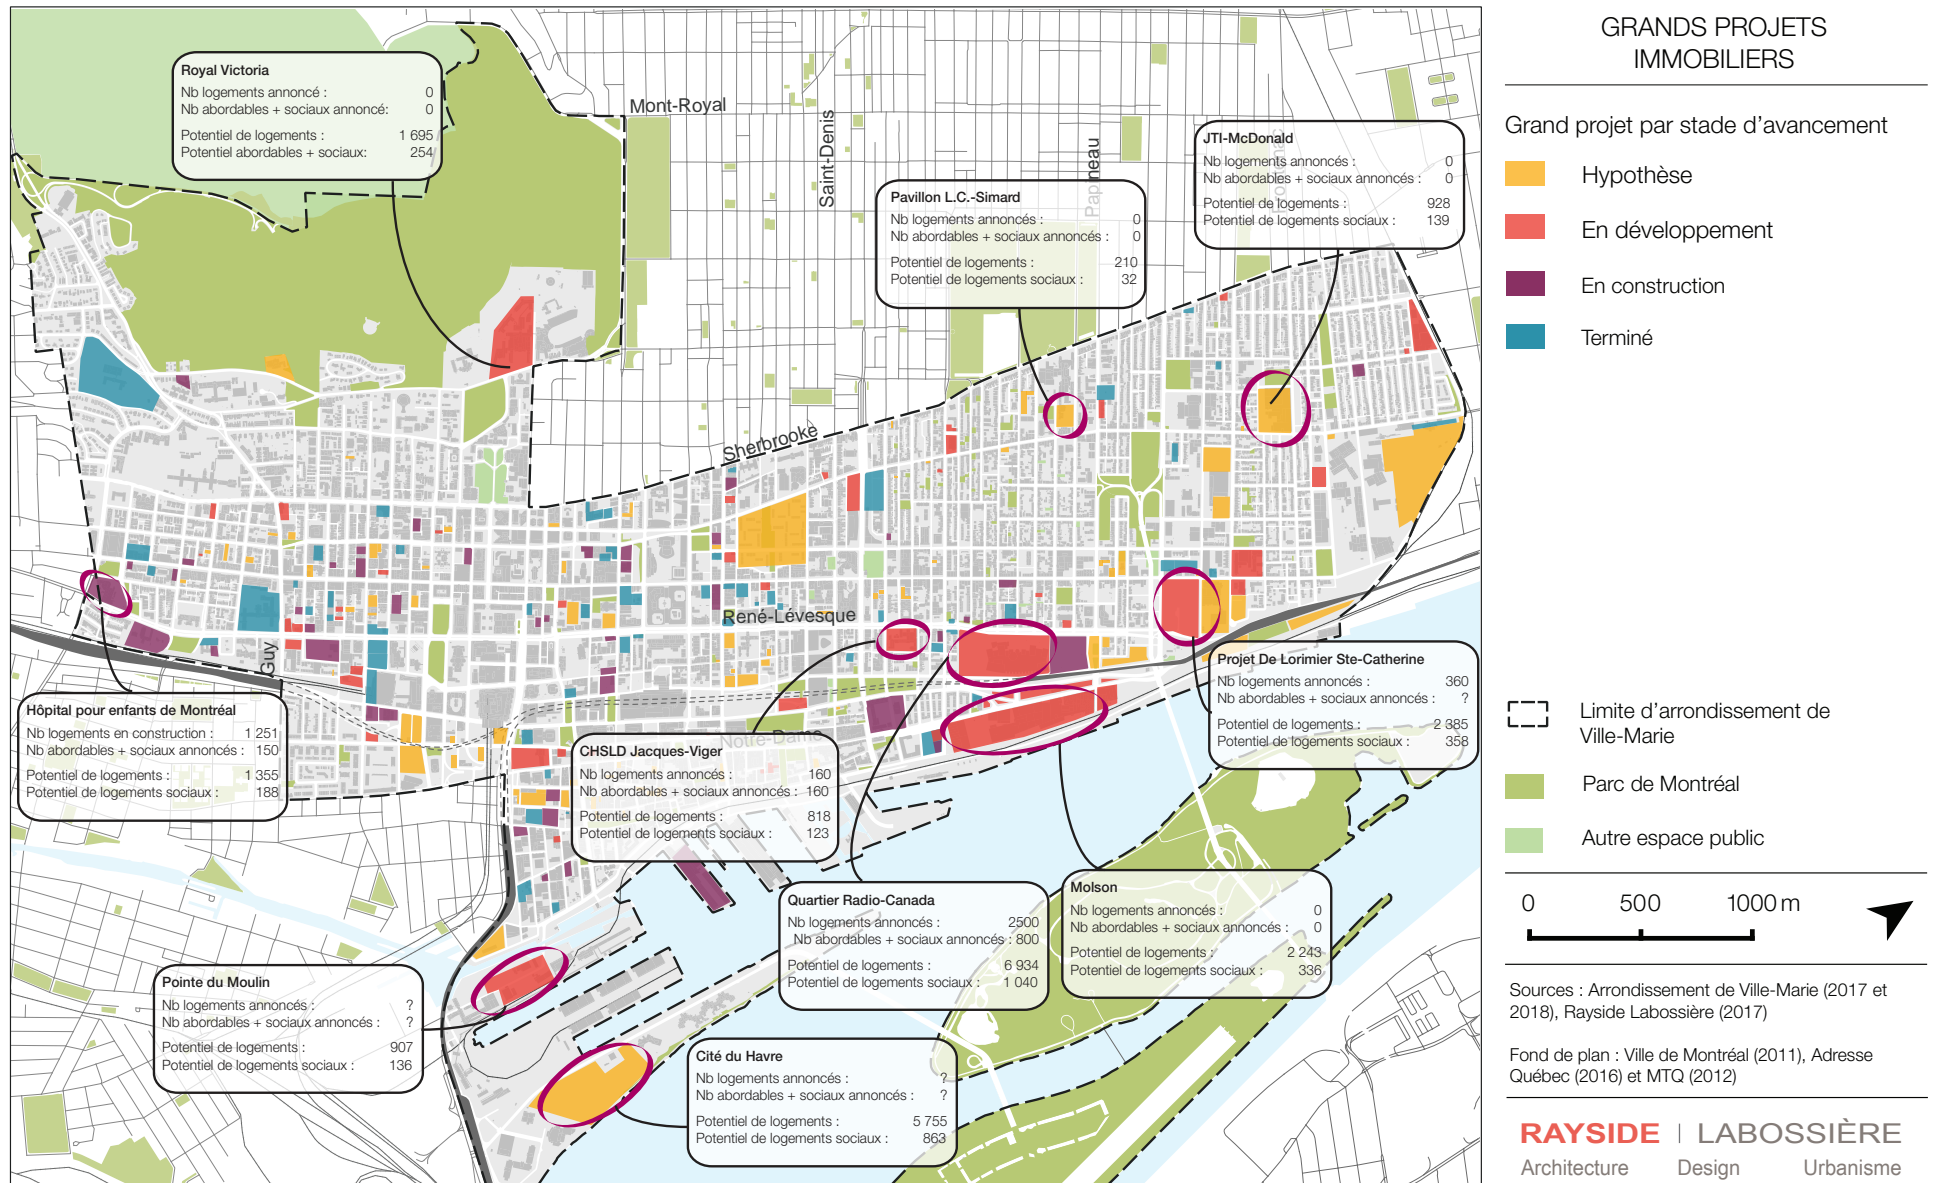 Royal Victoria
Nb logements annoncé : 0
Nb abordables + sociaux annoncé: 0
Potentiel de logements : 1 695
Potentiel abordables + sociaux: 254
Mont-Royal
Saint-Denis
Papineau
Pavillon L.C.-Simard
Nb logements annoncés : 0
Nb abordables + sociaux annoncés : 0
Potentiel de logements : 210
Potentiel de logements sociaux : 32
JTI-McDonald
Nb logements annoncés : 0
Nb abordables + sociaux annoncés : 0
Potentiel de logements : 928
Potentiel de logements sociaux : 139
Sherbrooke
René-Lévesque
Guy
Notre-Dame
Hôpital pour enfants de Montréal
Nb logements en construction : 1 251
Nb abordables + sociaux annoncés : 150
Potentiel de logements : 1 355
Potentiel de logements sociaux : 188
CHSLD Jacques-Viger
Nb logements annoncés : 160
Nb abordables + sociaux annoncés : 160
Potentiel de logements : 818
Potentiel de logements sociaux : 123
Projet De Lorimier Ste-Catherine
Nb logements annoncés : 360
Nb abordables + sociaux annoncés : ?
Potentiel de logements : 2 385
Potentiel de logements sociaux : 358
Quartier Radio-Canada
Nb logements annoncés : 2500
Nb abordables + sociaux annoncés : 800
Potentiel de logements : 6 934
Potentiel de logements sociaux : 1 040
Molson
Nb logements annoncés : 0
Nb abordables + sociaux annoncés : 0
Potentiel de logements : 2 243
Potentiel de logements sociaux : 336
Pointe du Moulin
Nb logements annoncés : ?
Nb abordables + sociaux annoncés : ?
Potentiel de logements : 907
Potentiel de logements sociaux : 136
Cité du Havre
Nb logements annoncés : ?
Nb abordables + sociaux annoncés : ?
Potentiel de logements : 5 755
Potentiel de logements sociaux : 863
GRANDS PROJETS
IMMOBILIERS
Grand projet par stade d'avancement
Hypothèse
En développement
En construction
Terminé
Limite d'arrondissement de
Ville-Marie
Parc de Montréal
Autre espace public
0 500 1000 m
Sources : Arrondissement de Ville-Marie (2017 et
2018), Rayside Labossière (2017)
Fond de plan : Ville de Montréal (2011), Adresse
Québec (2016) et MTQ (2012)
RAYSIDE | LABOSSIÈRE
Architecture Design Urbanisme